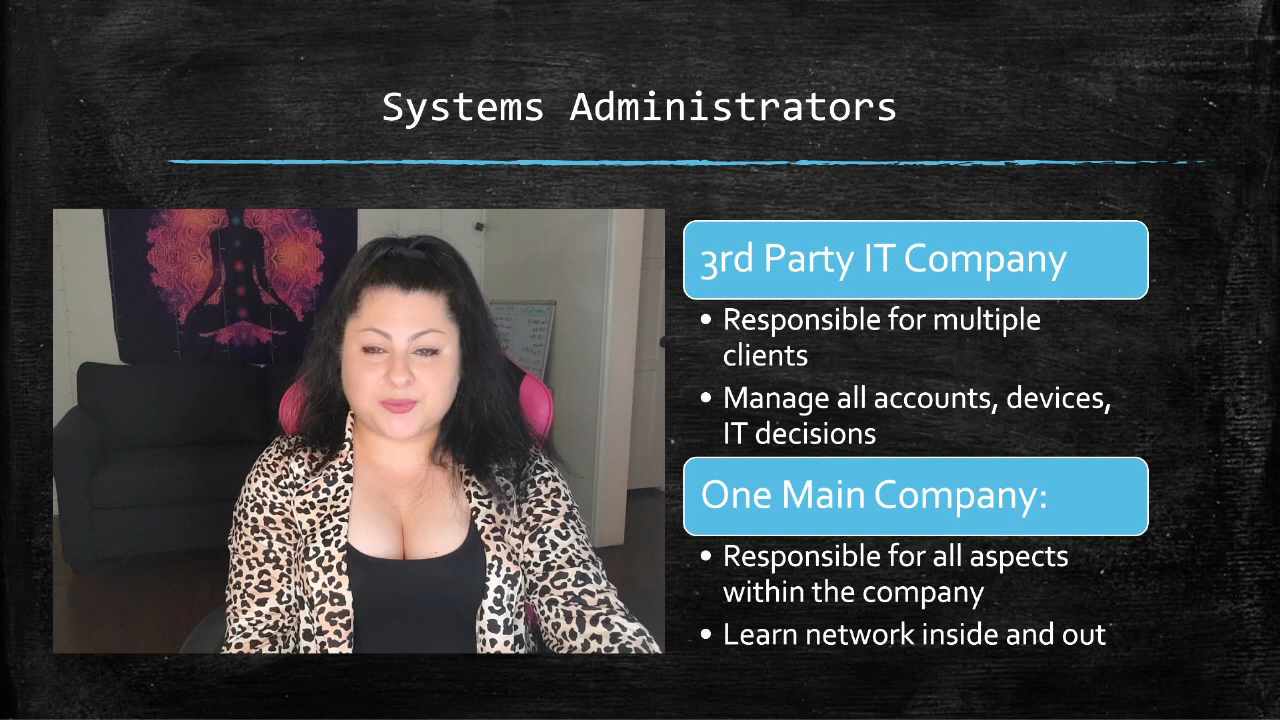 Systems Administrators
3rd Party IT Company
• Responsible for multiple
clients
• Manage all accounts, devices,
IT decisions
One Main Company:
• Responsible for all aspects
within the company
• Learn network inside and out